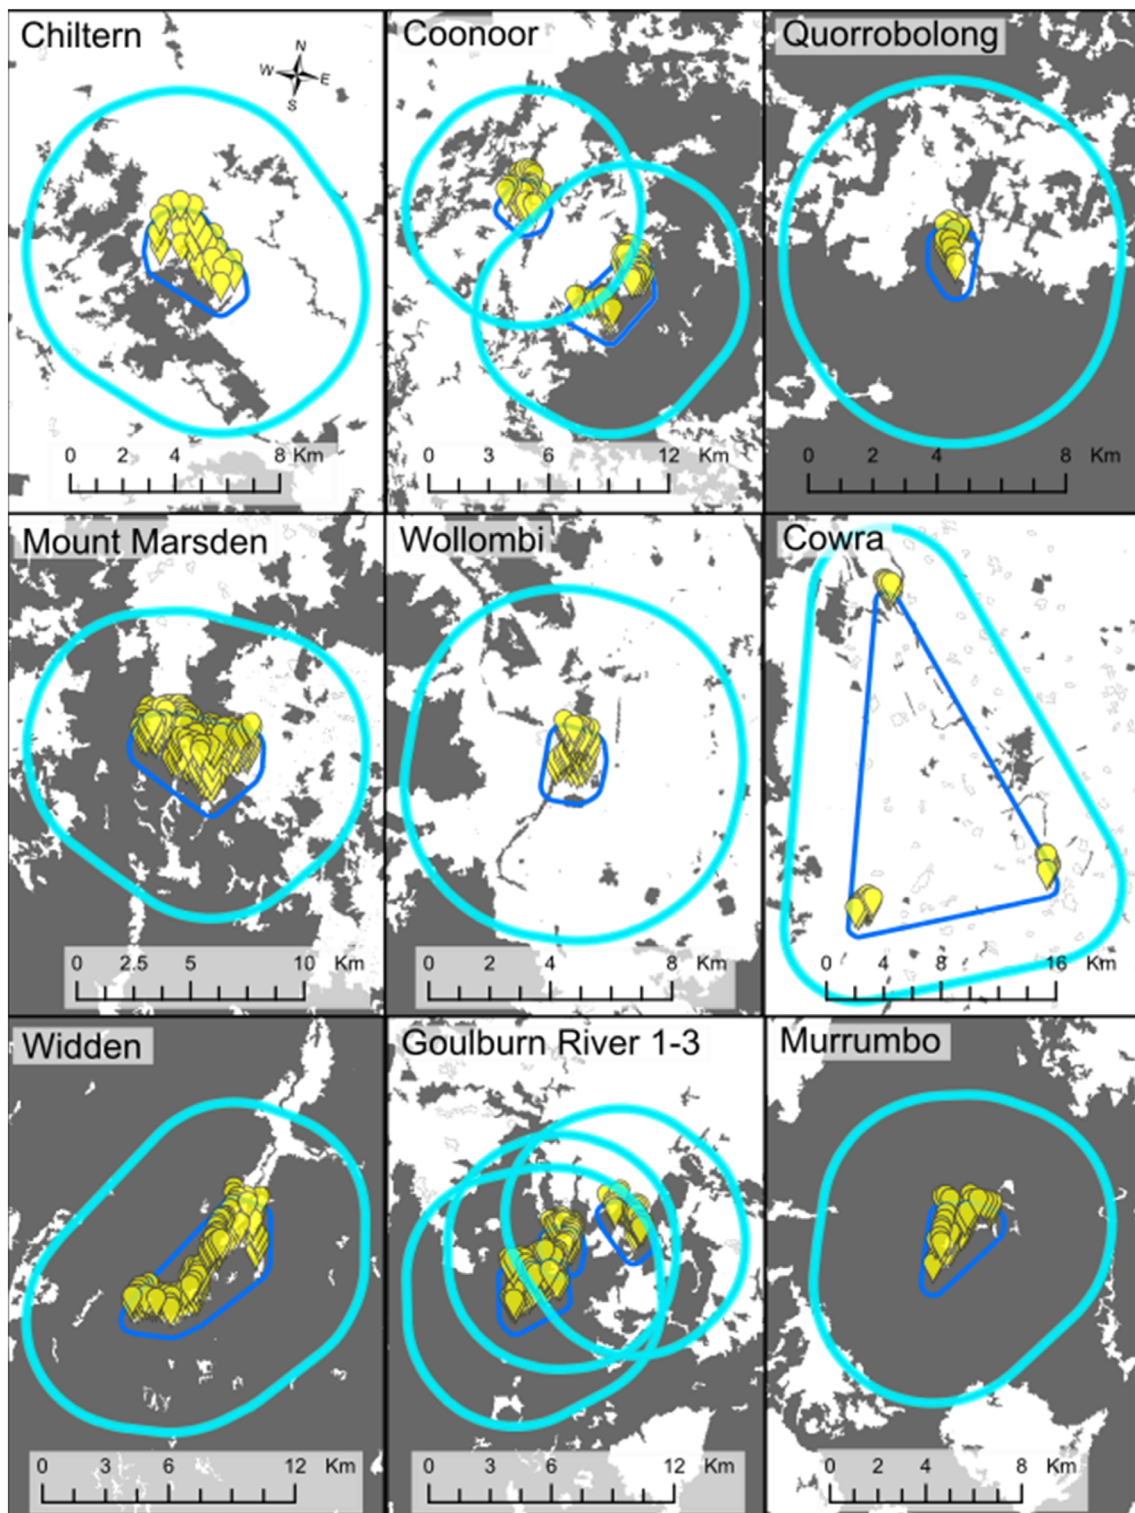 Chiltern
N
W E
S
0 2 4 8 Km
Coonoor
0 3 6 12 Km
Quorrobolong
0 2 4 8 Km
Mount Marsden
0 2.5 5 10 Km
Wollombi
0 2 4 8 Km
Cowra
0 4 8 16 Km
Widden
0 3 6 12 Km
Goulburn River 1-3
0 3 6 12 Km
Murrumbo
0 2 4 8 Km